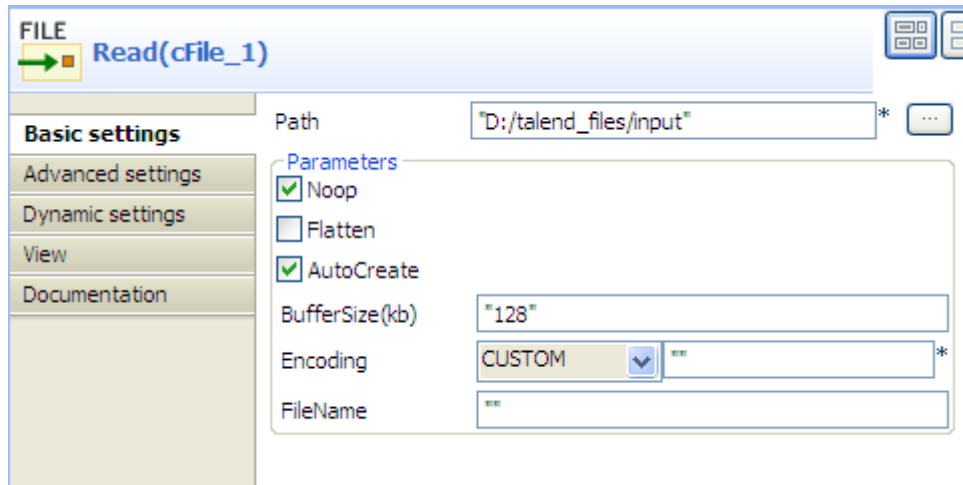 FILE
Read(cFile_1)
Basic settings
Advanced settings
Dynamic settings
View
Documentation
Path "D:/talend_files/input" * ...
Parameters
Noop
Flatten
AutoCreate
BufferSize(kb) "128"
Encoding CUSTOM "" *
FileName ""